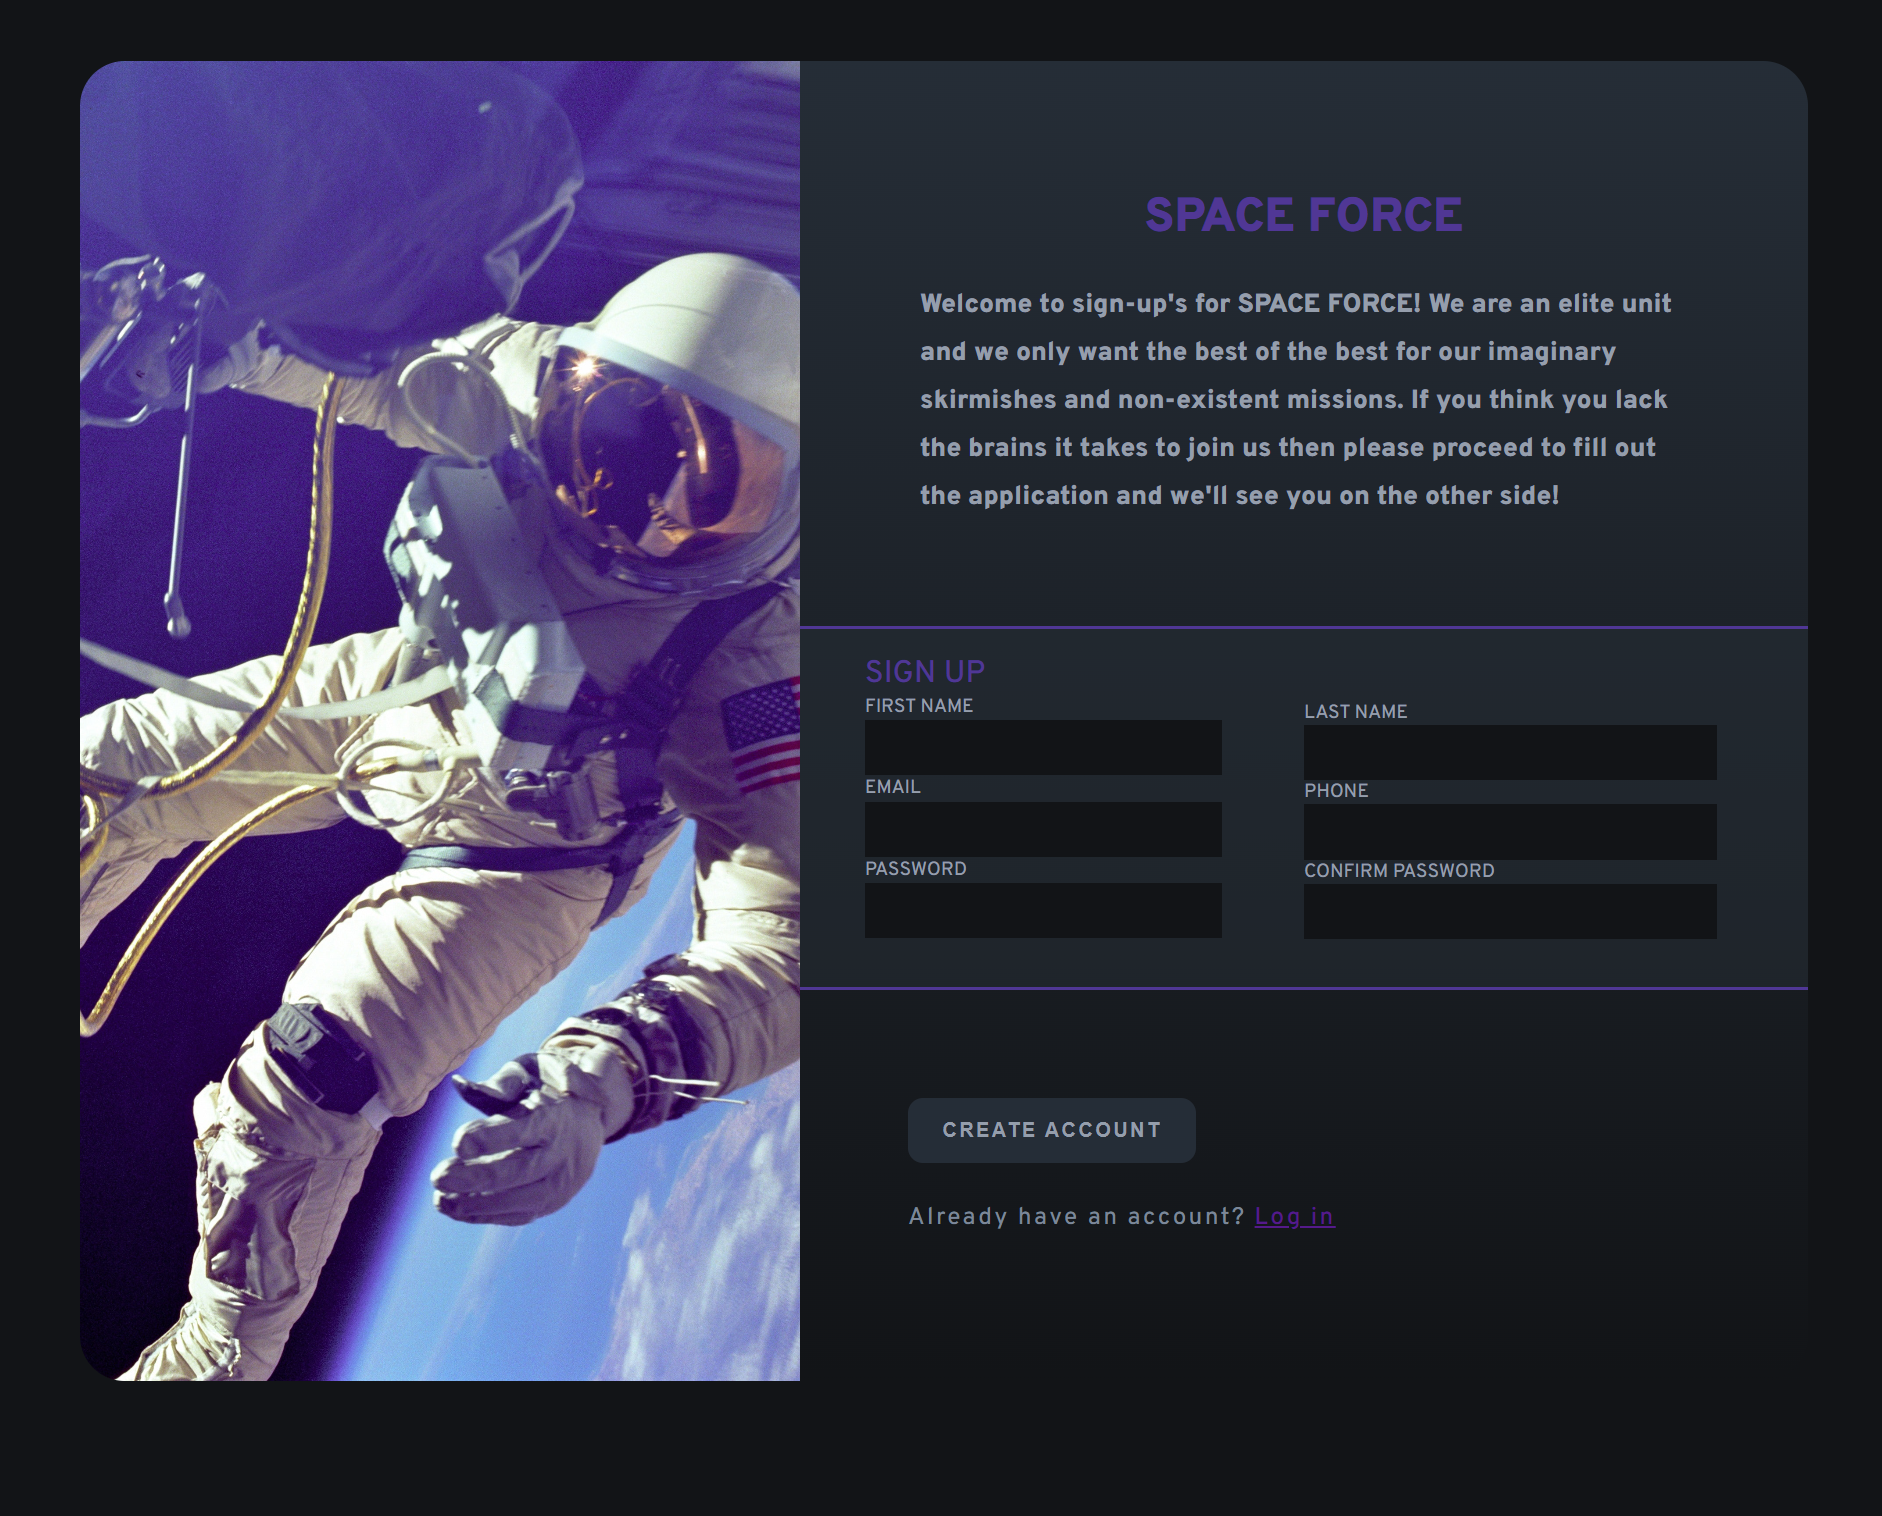 SPACE FORCE
Welcome to sign-up's for SPACE FORCE! We are an elite unit
and we only want the best of the best for our imaginary
skirmishes and non-existent missions. If you think you lack
the brains it takes to join us then please proceed to fill out
the application and we'll see you on the other side!
SIGN UP
FIRST NAME
LAST NAME
EMAIL
PHONE
PASSWORD
CONFIRM PASSWORD
CREATE ACCOUNT
Already have an account? Log in